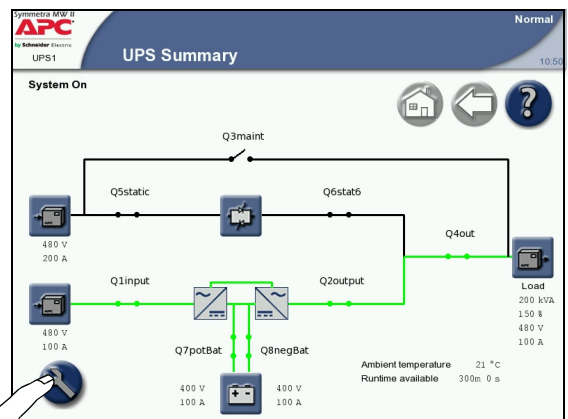 Symmetra MW II
Normal
APC
by Schneider Electric
UPS1
UPS Summary
10:50
System On
?
Q3maint
Q5static
Q6stat6
Q4out
480 V
200 A
Load
Q1input
Q2output
200 kVA
150 %
480 V
480 V
100 A
100 A
Q7potBat
Q8negBat
Ambient temperature 21 °C
Runtime available 300m 0 s
400 V
400 V
100 A
100 A